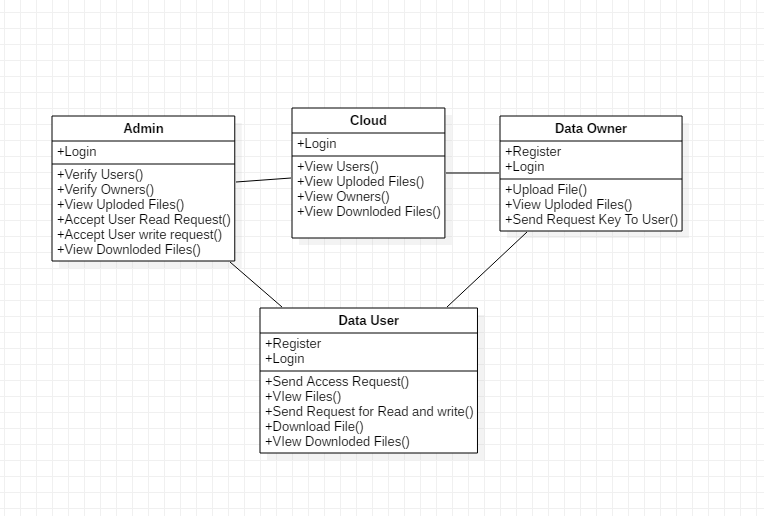 Admin
+Login
+Verify Users()
+Verify Owners()
+View Uploded Files()
+Accept User Read Request()
+Accept User write request()
+View Downloded Files()
Cloud
+Login
+View Users()
+View Uploded Files()
+View Owners()
+View Downloded Files()
Data Owner
+Register
+Login
+Upload File()
+View Uploded Files()
+Send Request Key To User()
Data User
+Register
+Login
+Send Access Request()
+VIew Files()
+Send Request for Read and write()
+Download File()
+VIew Downloded Files()